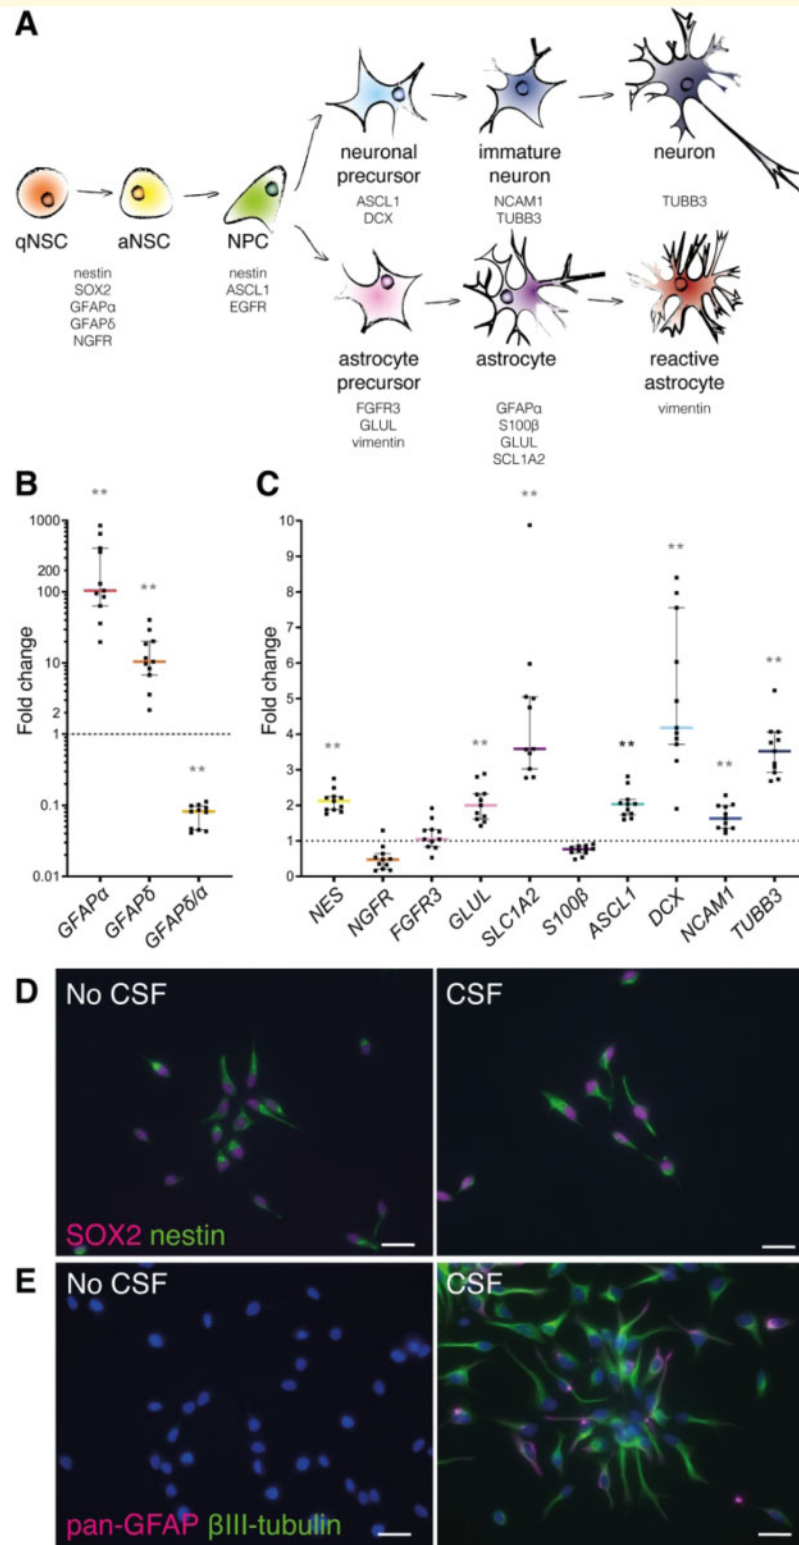 A
neuronal precursor
ASCL1
DCX
immature neuron
NCAM1
TUBB3
neuron
TUBB3
qNSC
aNSC
NPC
nestin
SOX2
GFAPα
GFAPδ
NGFR
nestin
ASCL1
EGFR
astrocyte precursor
FGFR3
GLUL
vimentin
astrocyte
GFAPα
S100β
GLUL
SCL1A2
reactive astrocyte
vimentin
B
**
**
**
Fold change
1000
200
100
10
2
1
0.1
0.01
GFAPα
GFAPδ
GFAPδ/α
C
**
**
**
**
**
**
**
Fold change
10
9
8
7
6
5
4
3
2
1
0
NES
NGFR
FGFR3
GLUL
SLC1A2
S100β
ASCL1
DCX
NCAM1
TUBB3
D
No CSF
CSF
SOX2 nestin
E
No CSF
CSF
pan-GFAP βIII-tubulin